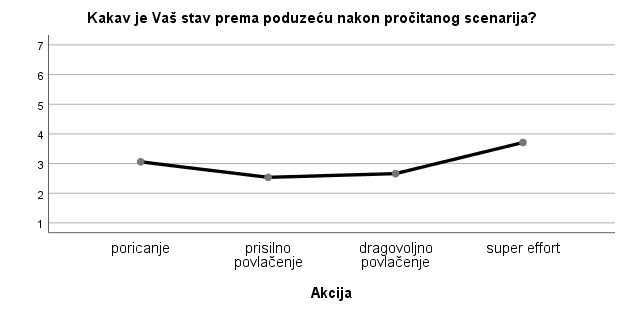 Kakav je Vaš stav prema poduzeću nakon pročitanog scenarija?
7
6
5
4
3
2
1
poricanje
prisilno
povlačenje
dragovoljno
povlačenje
super effort
Akcija